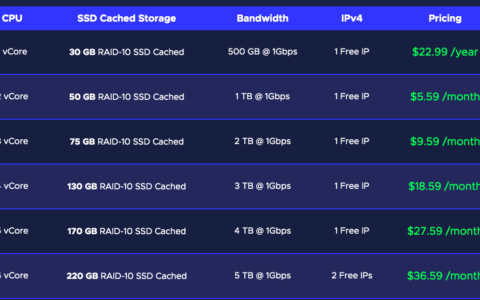 CPU SSD Cached Storage Bandwidth IPv4 Pricing
vCore 30 GB RAID-10 SSD Cached 500 GB @ 1Gbps 1 Free IP $22.99 /year
vCore 50 GB RAID-10 SSD Cached 1 TB @ 1Gbps 1 Free IP $5.59 /month
vCore 75 GB RAID-10 SSD Cached 2 TB @ 1Gbps 1 Free IP $9.59 /month
vCore 130 GB RAID-10 SSD Cached 3 TB @ 1Gbps 1 Free IP $18.59 /month
vCore 170 GB RAID-10 SSD Cached 4 TB @ 1Gbps 1 Free IP $27.59 /month
vCore 220 GB RAID-10 SSD Cached 5 TB @ 1Gbps 2 Free IPs $36.59 /month